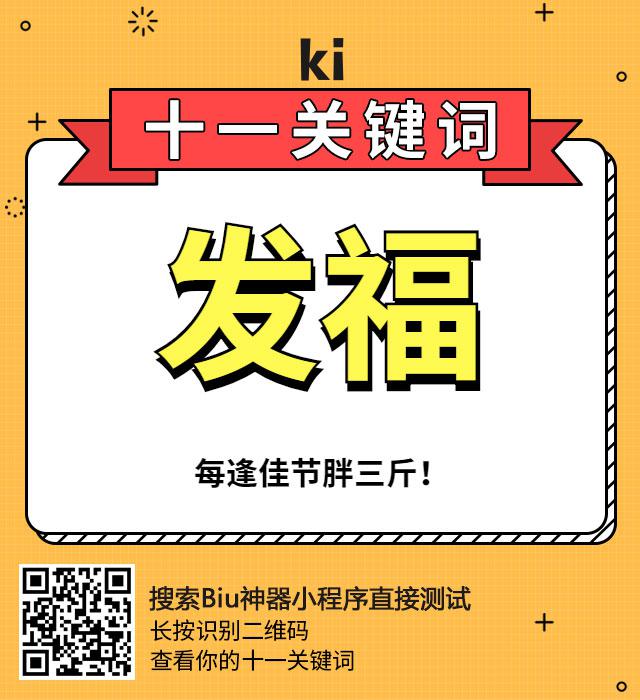 ki
十一关键词
发福
每逢佳节胖三斤！
搜索Biu神器小程序直接测试
长按识别二维码
查看你的十一关键词